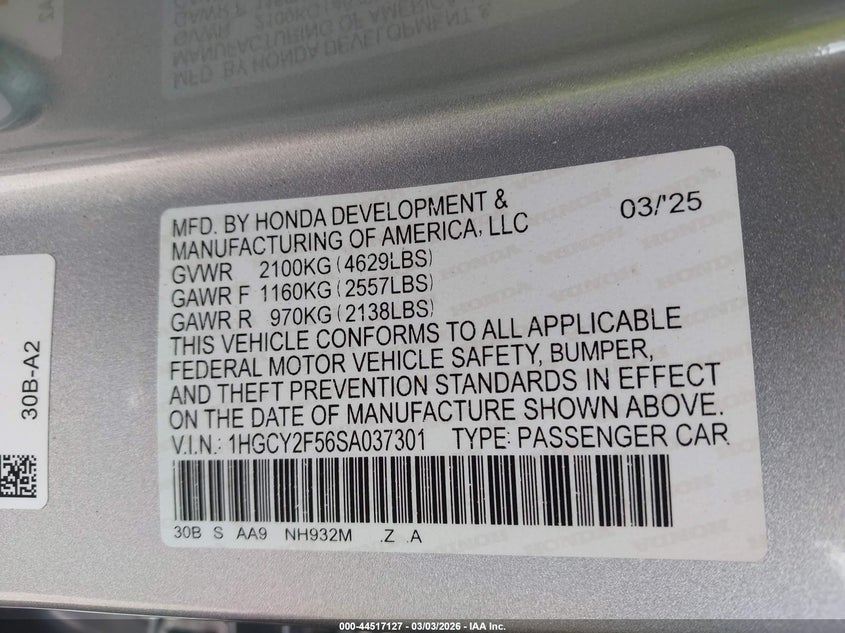 MFD. BY HONDA DEVELOPMENT &
MANUFACTURING OF AMERICA, LLC
03/'25
GVWR 2100KG (4629LBS)
GAWR F 1160KG (2557LBS)
GAWR R 970KG (2138LBS)
THIS VEHICLE CONFORMS TO ALL APPLICABLE
FEDERAL MOTOR VEHICLE SAFETY, BUMPER,
AND THEFT PREVENTION STANDARDS IN EFFECT
ON THE DATE OF MANUFACTURE SHOWN ABOVE.
V.I.N.: 1HGCY2F56SA037301 TYPE: PASSENGER CAR
30B S AA9 NH932M .Z .A
30B-A2
000-44517127 - 03/03/2026 - IAA Inc.